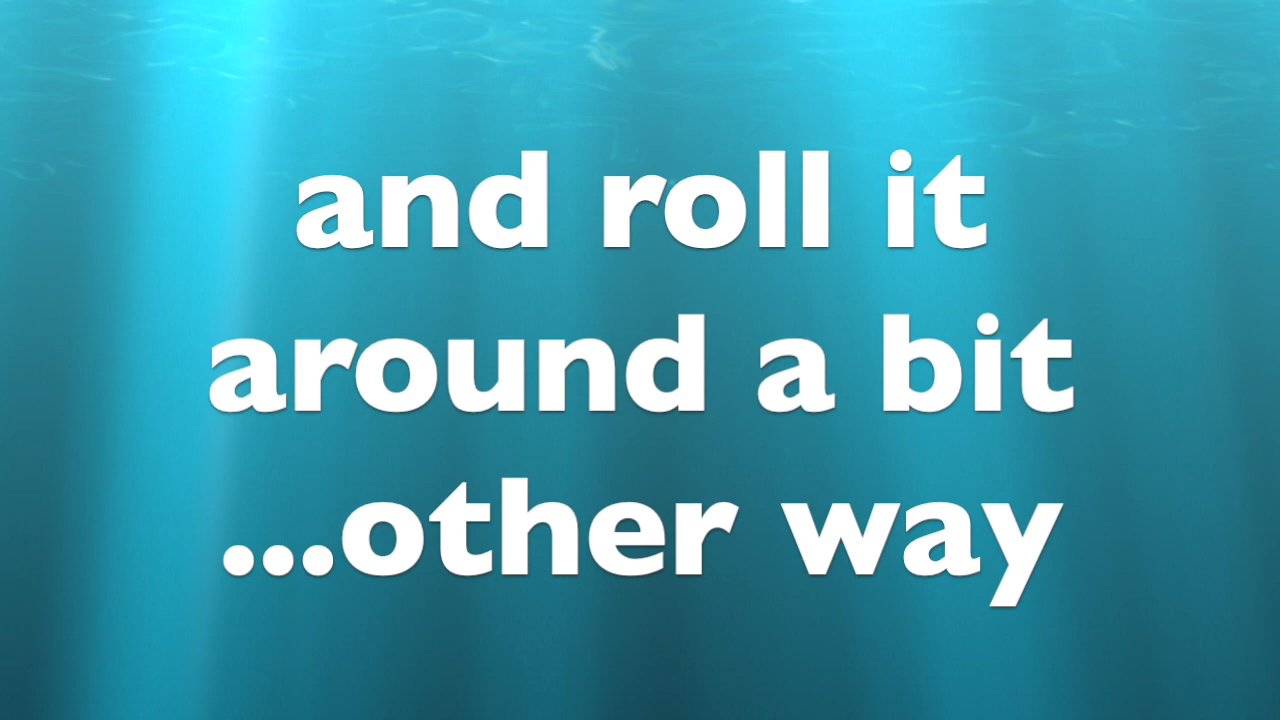 and roll it
around a bit
...other way